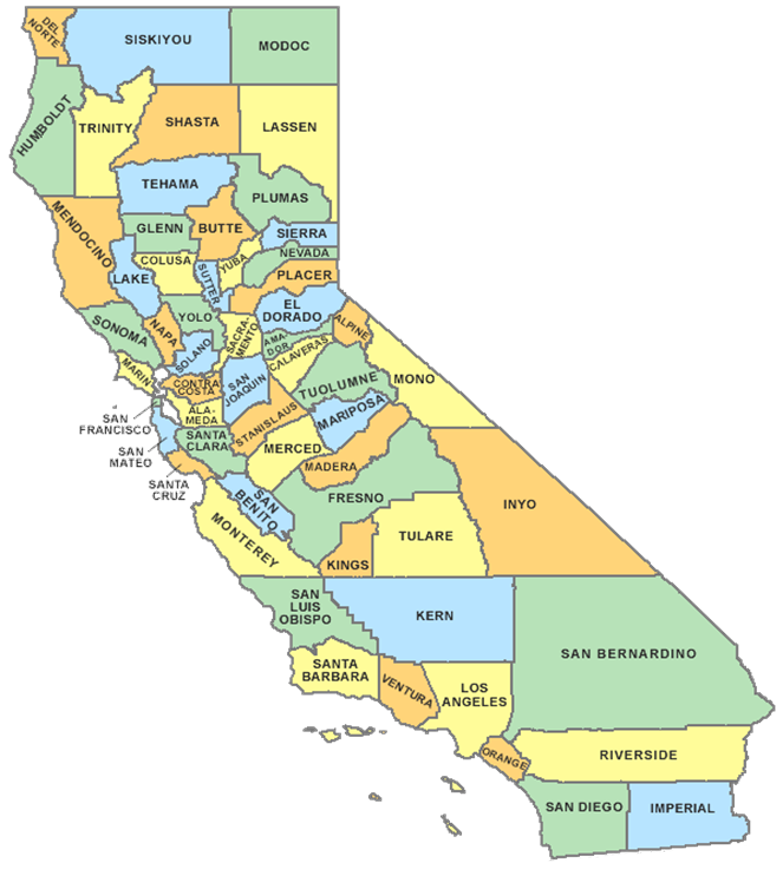 DEL
NORTE
SISKIYOU
MODOC
HUMBOLDT
TRINITY
SHASTA
LASSEN
TEHAMA
PLUMAS
MENDOCINO
GLENN
BUTTE
SIERRA
NEVADA
COLUSA
YUBA
LAKE
SUTTER
PLACER
EL
DORADO
SONOMA
NAPA
YOLO
SACRA-
MENTO
ALPINE
AMA-
DOR
SOLANO
CALAVERAS
MARIN
CONTRA
COSTA
SAN
JOAQUIN
TUOLUMNE
MONO
ALA-
MEDA
SAN
FRANCISCO
STANISLAUS
MARIPOSA
SANTA
CLARA
SAN
MATEO
MERCED
MADERA
SANTA
CRUZ
SAN
BENITO
FRESNO
INYO
MONTEREY
TULARE
KINGS
SAN
LUIS
OBISPO
KERN
SAN BERNARDINO
SANTA
BARBARA
VENTURA
LOS
ANGELES
ORANGE
RIVERSIDE
SAN DIEGO
IMPERIAL